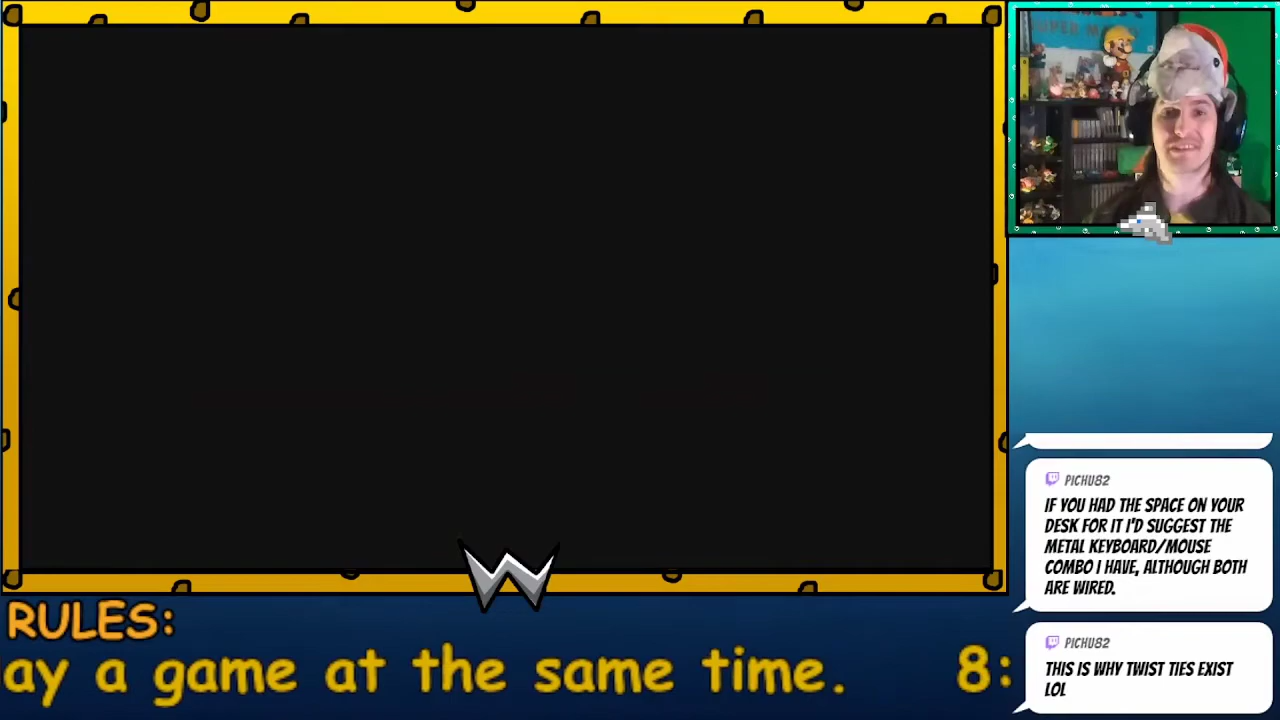 SUPER M
PICHU82
IF YOU HAD THE SPACE ON YOUR
DESK FOR IT I'D SUGGEST THE
METAL KEYBOARD/MOUSE
COMBO I HAVE, ALTHOUGH BOTH
ARE WIRED.
PICHU82
THIS IS WHY TWIST TIES EXIST
LOL
W
RULES:
ay a game at the same time. 8: